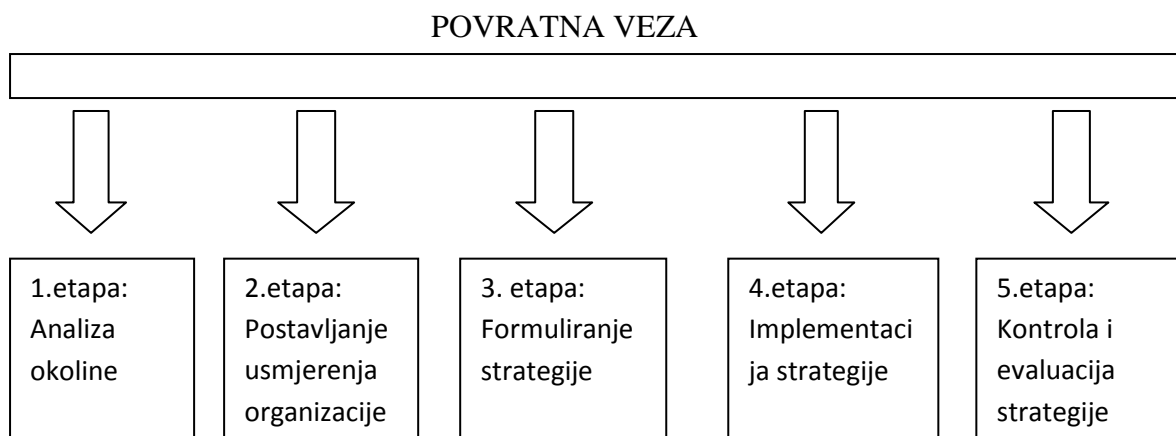 POVRATNA VEZA
1.etapa:
Analiza
okoline
2.etapa:
Postavljanje
usmjerenja
organizacije
3. etapa:
Formuliranje
strategije
4.etapa:
Implementaci
ja strategije
5.etapa:
Kontrola i
evaluacija
strategije